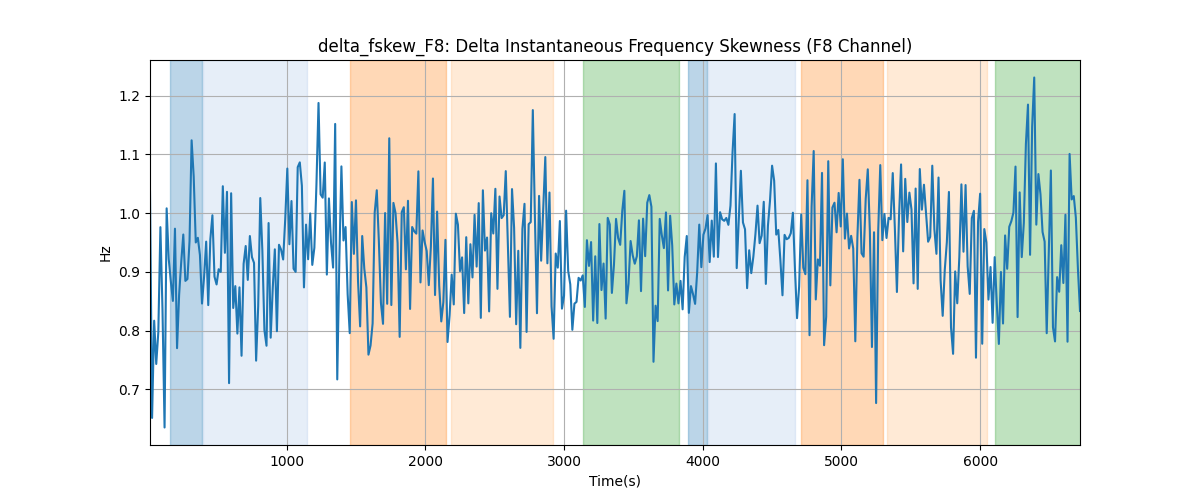 delta_fskew_F8: Delta Instantaneous Frequency Skewness (F8 Channel)
1.2
1.1
1.0
0.9
0.8
0.7
Hz
1000 2000 3000 4000 5000 6000
Time(s)